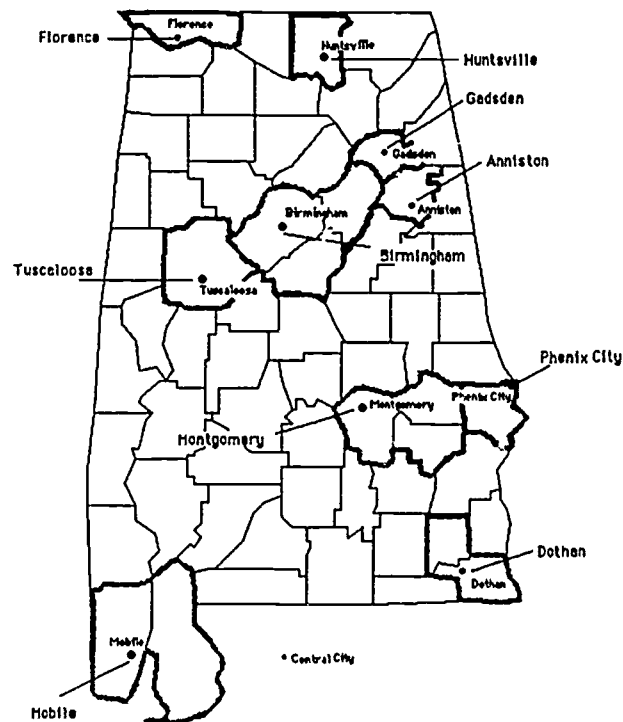 Florence
Florence
Huntsville
Huntsville
Gadsden
Gadsden
Anniston
Anniston
Birmingham
Birmingham
Tuscaloosa
Tuscaloosa
Phenix City
Phenix City
Montgomery
Montgomery
Dothan
Dothan
Mobile
Mobile
Central City